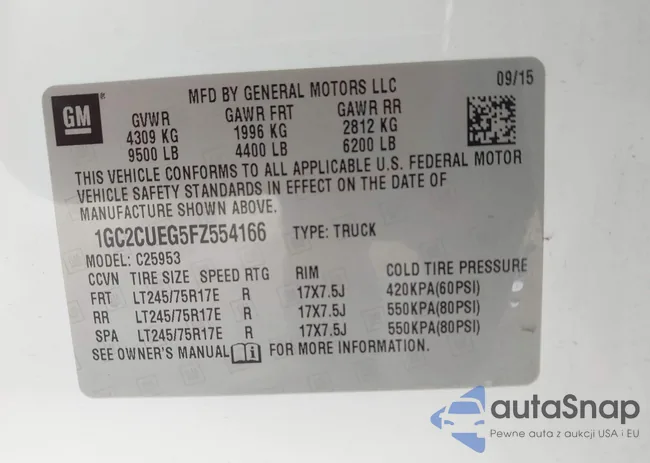 GM
MFD BY GENERAL MOTORS LLC
09/15
GVWR GAWR FRT GAWR RR
4309 KG 1996 KG 2812 KG
9500 LB 4400 LB 6200 LB
THIS VEHICLE CONFORMS TO ALL APPLICABLE U.S. FEDERAL MOTOR
VEHICLE SAFETY STANDARDS IN EFFECT ON THE DATE OF
MANUFACTURE SHOWN ABOVE.
1GC2CUEG5FZ554166 TYPE: TRUCK
MODEL: C25953
CCVN TIRE SIZE SPEED RTG RIM COLD TIRE PRESSURE
FRT LT245/75R17E R 17X7.5J 420KPA(60PSI)
RR LT245/75R17E R 17X7.5J 550KPA(80PSI)
SPA LT245/75R17E R 17X7.5J 550KPA(80PSI)
SEE OWNER'S MANUAL FOR MORE INFORMATION.
autaSnap
Pewne auta z aukcji USA i EU